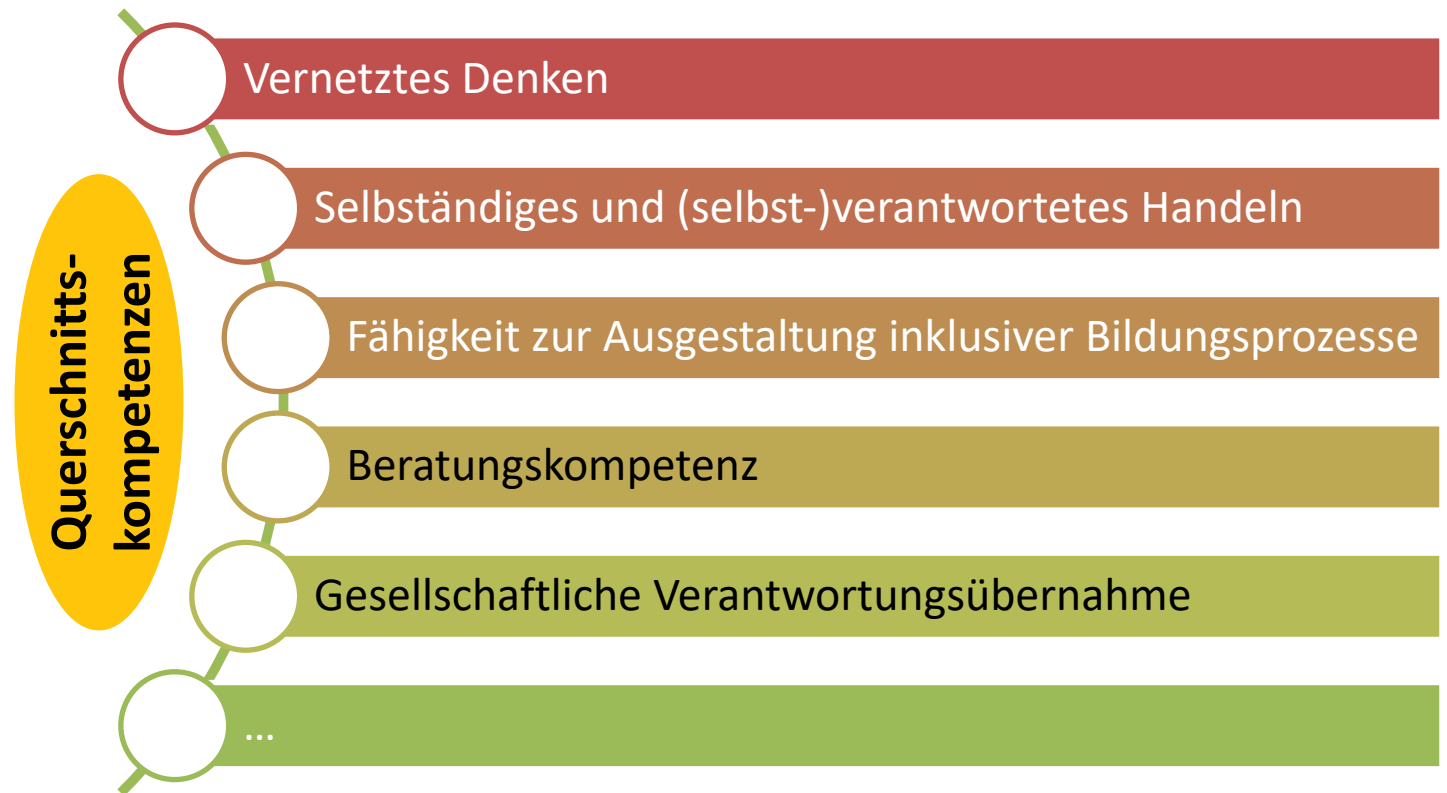 Querschnitts-
kompetenzen
Vernetztes Denken
Selbständiges und (selbst-)verantwortetes Handeln
Fähigkeit zur Ausgestaltung inklusiver Bildungsprozesse
Beratungskompetenz
Gesellschaftliche Verantwortungsübernahme
...